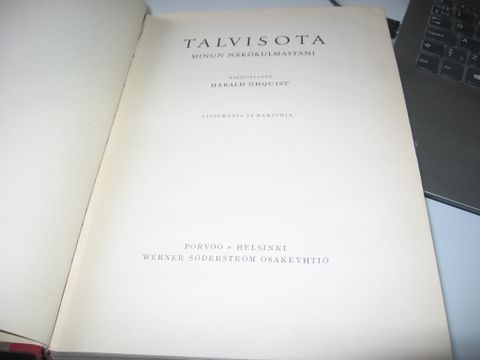 TALVISOTA
MINUN NÄKÖKULMASTANI
KIRJOITTANUT
HARALD ÖHQUIST
LIITEKUVIA JA KARTTOJA
PORVOO * HELSINKI
WERNER SÖDERSTRÖM OSAKEYHTIÖ